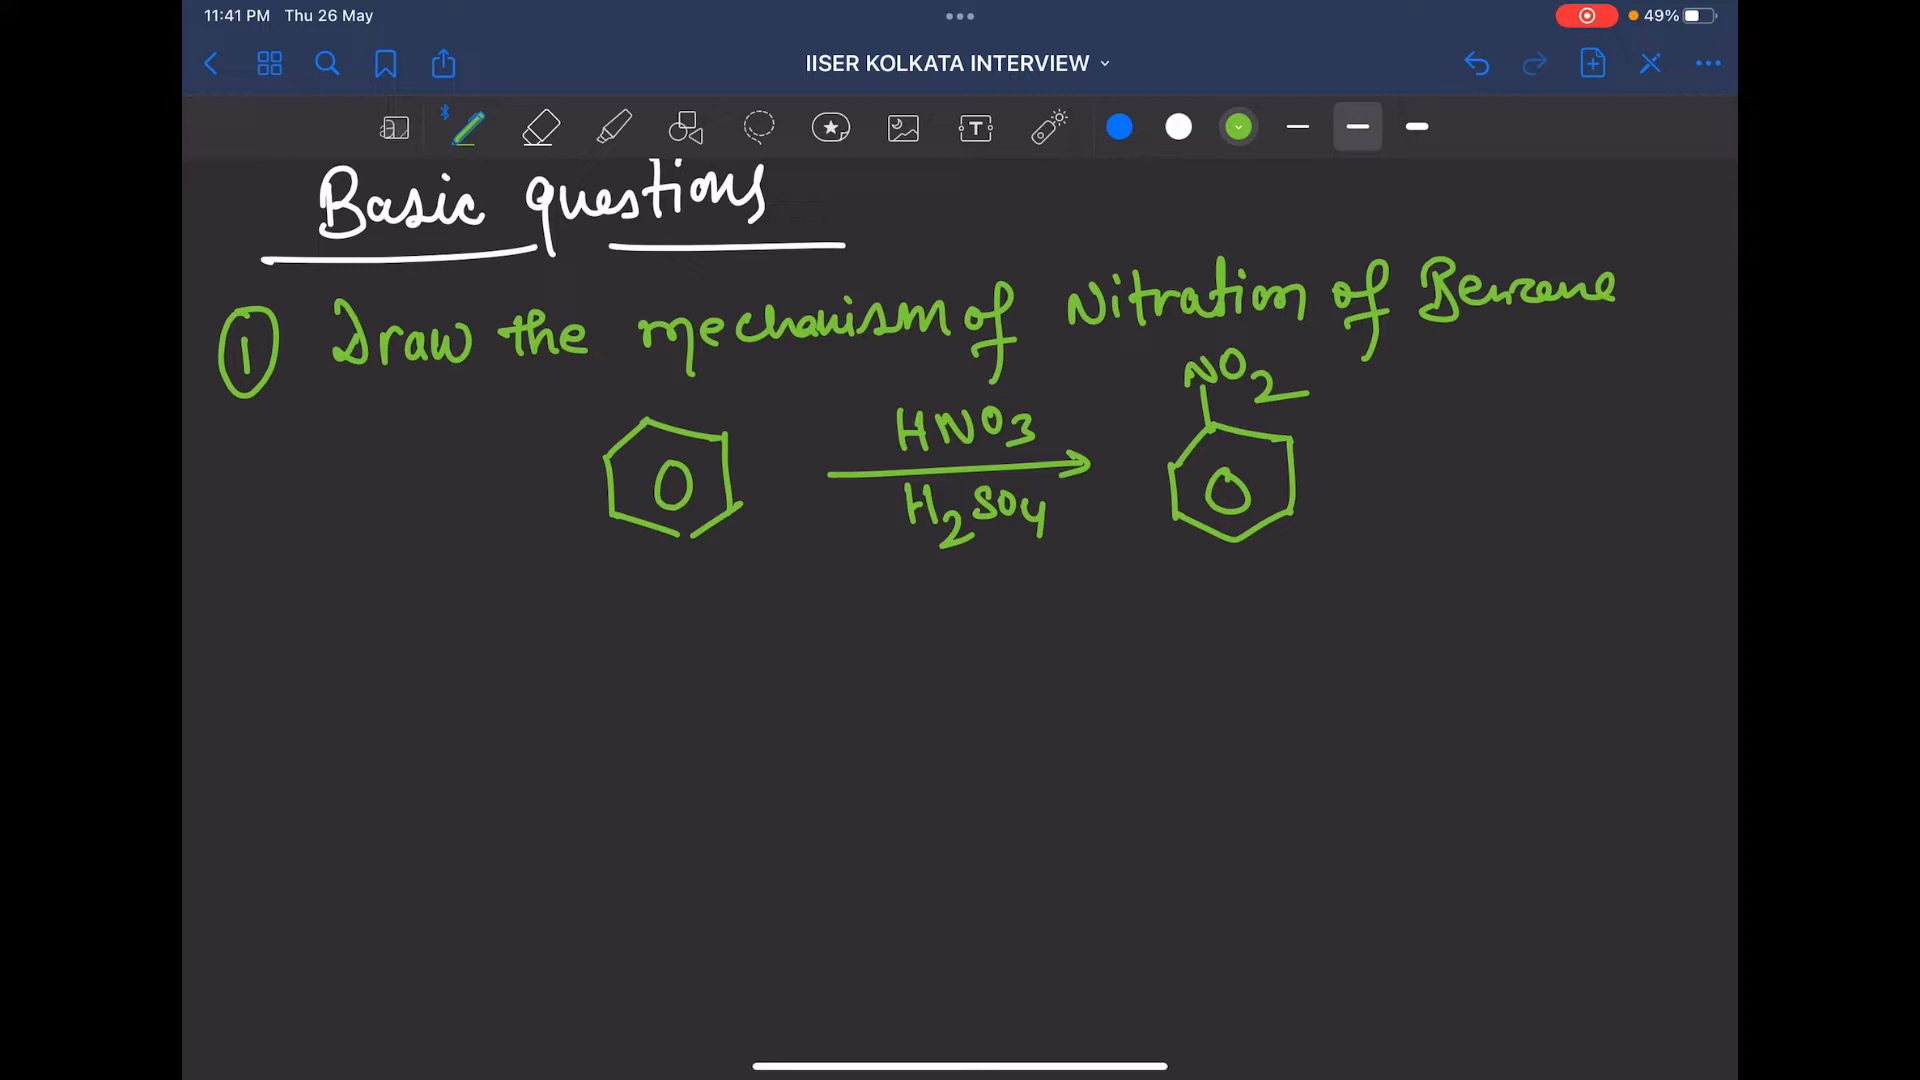 11:41 PM Thu 26 May
49%
IISER KOLKATA INTERVIEW
Basic questions
1 Draw the mechanism of Nitration of Benzene
NO2
HNO3
H2SO4